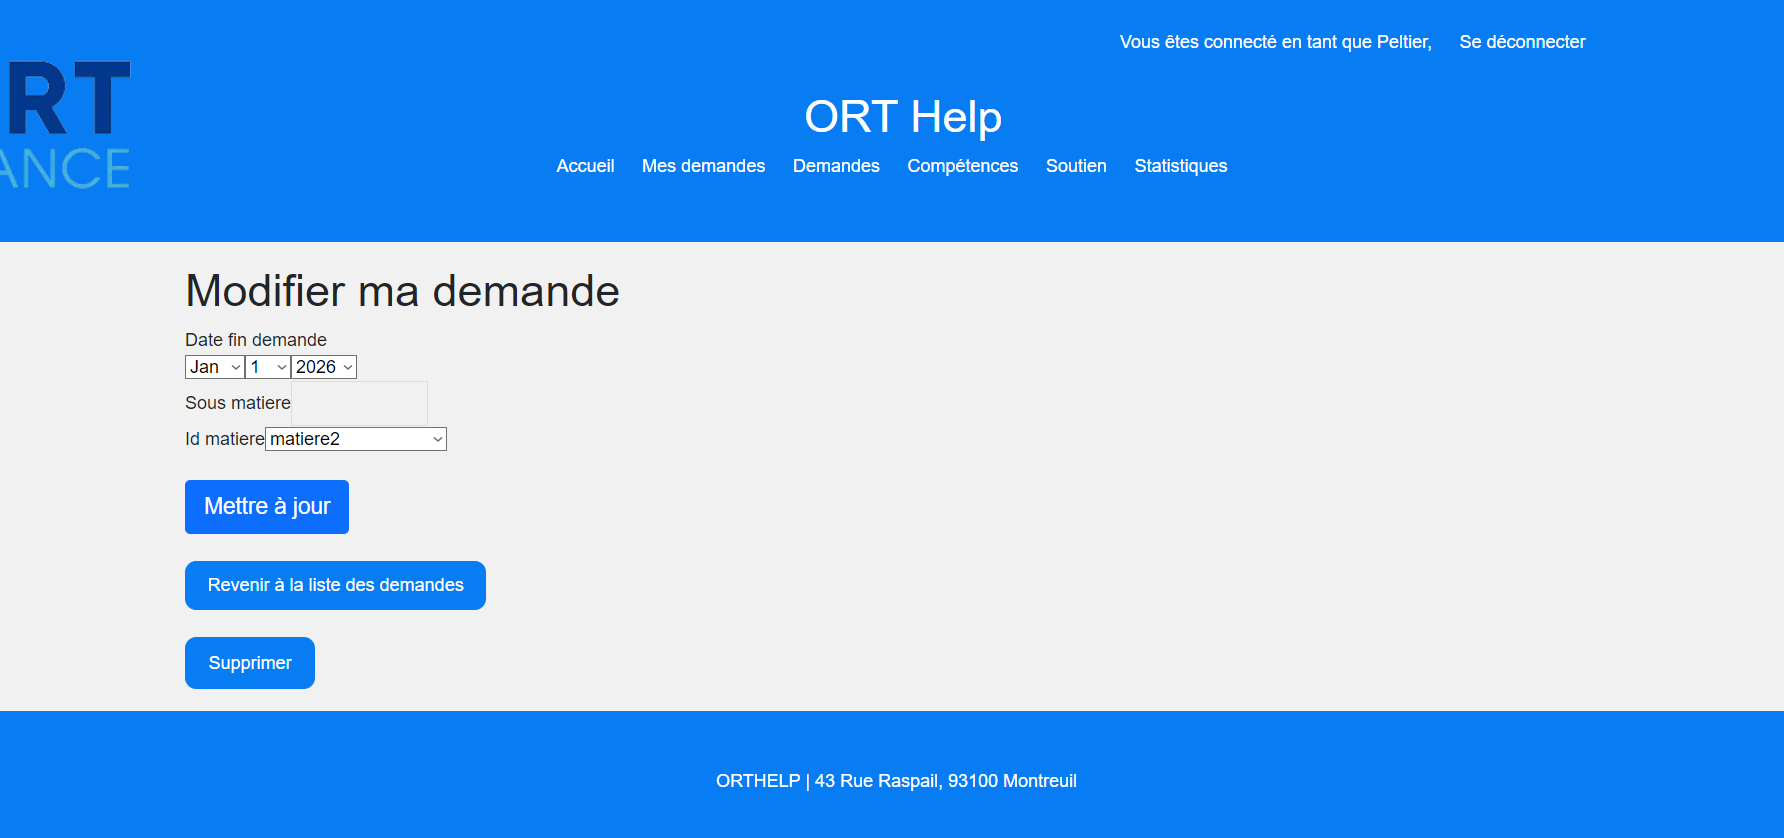 Vous êtes connecté en tant que Peltier, Se déconnecter
RT
ANCE
ORT Help
Accueil Mes demandes Demandes Compétences Soutien Statistiques
Modifier ma demande
Date fin demande
Jan 1 2026
Sous matiere
Id matiere matiere2
Mettre à jour
Revenir à la liste des demandes
Supprimer
ORTHELP | 43 Rue Raspail, 93100 Montreuil